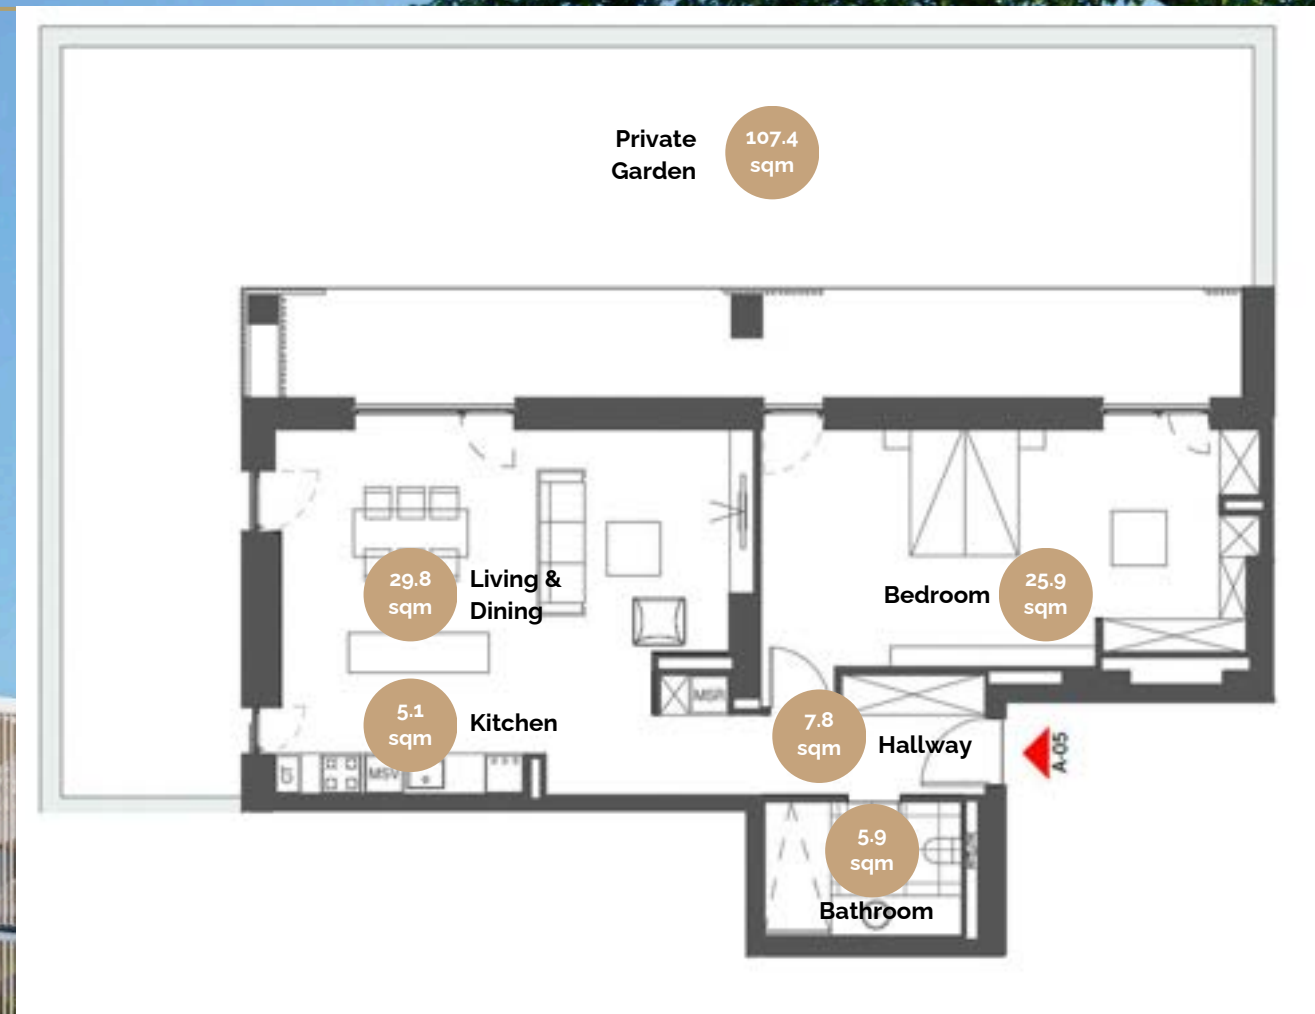 Private
Garden
107.4
sqm
29.8
sqm
Living &
Dining
Bedroom
25.9
sqm
MSR
5.1
sqm
Kitchen
7.8
sqm
Hallway
A-05
MSV
5.9
sqm
Bathroom